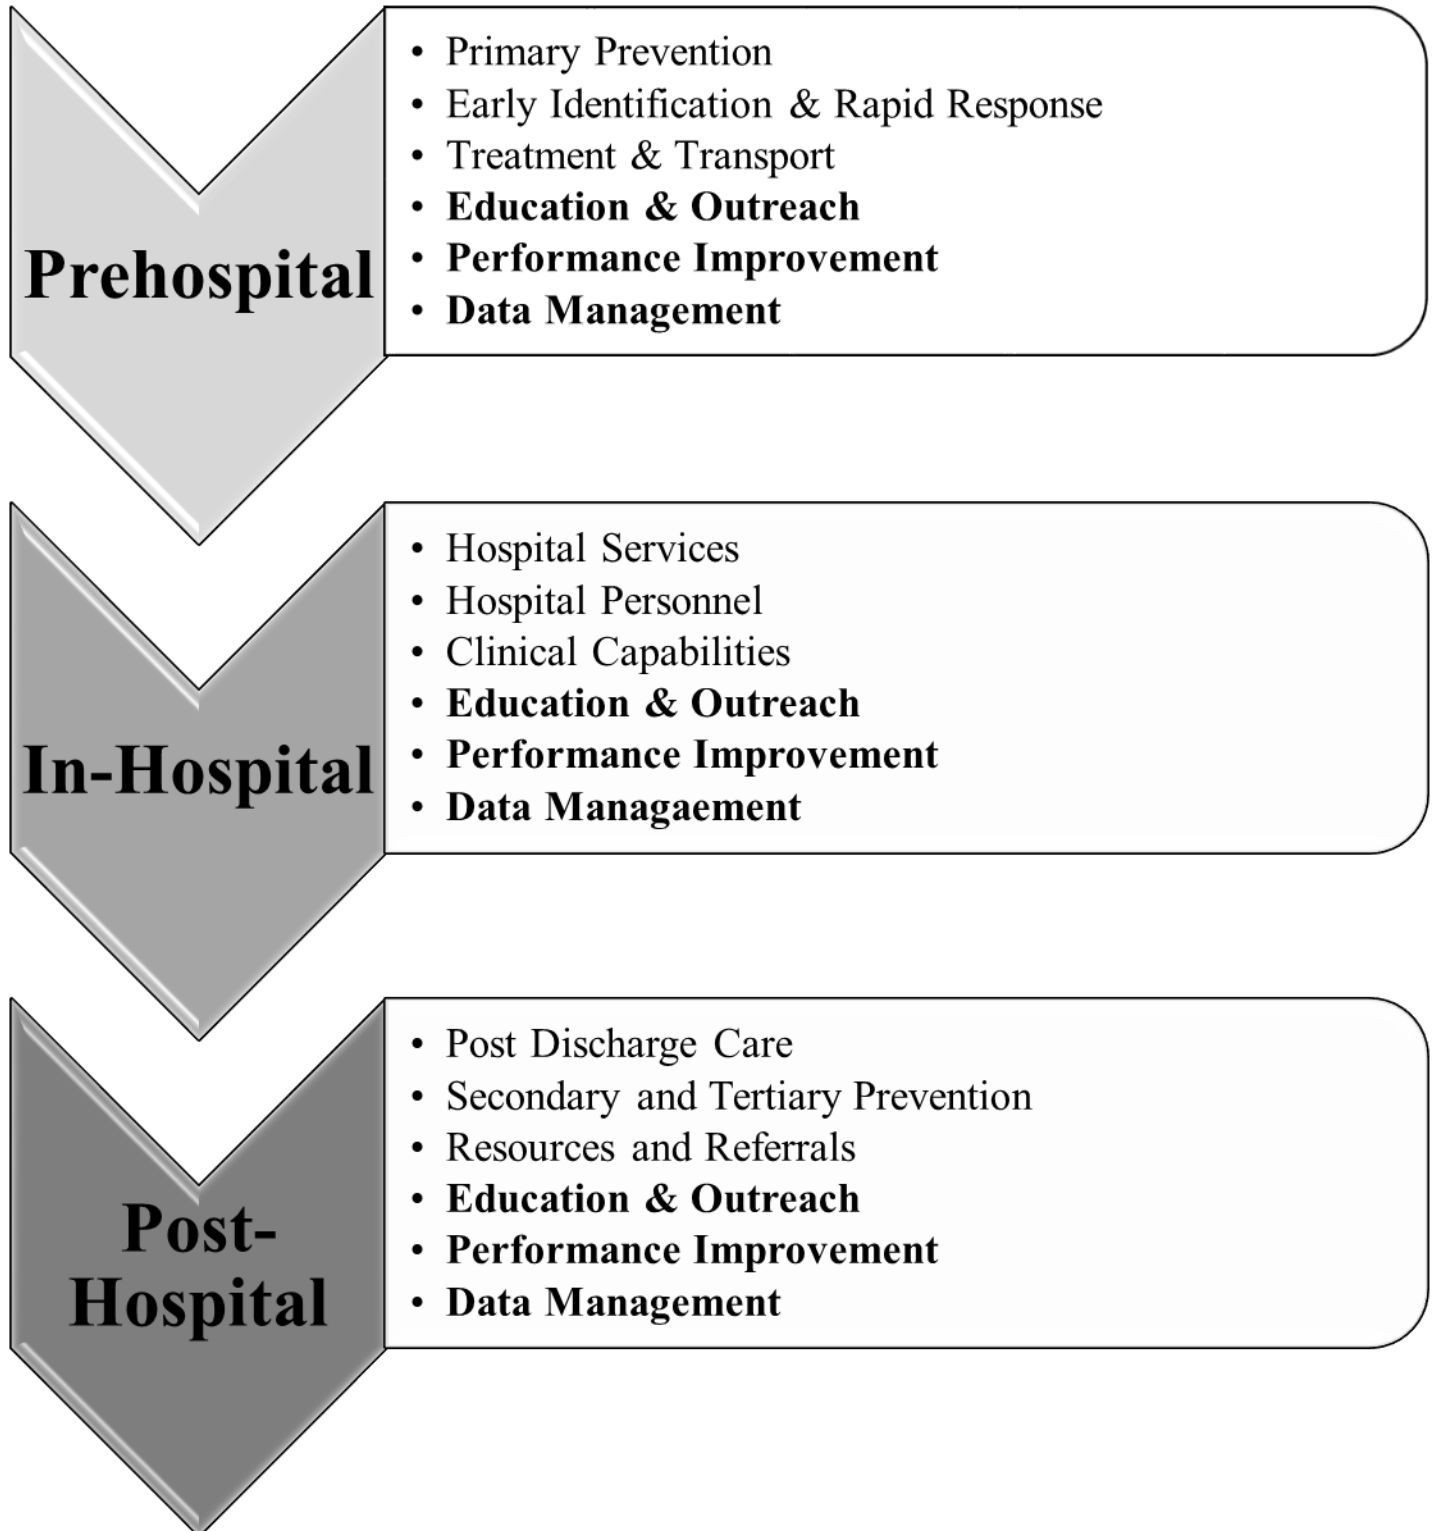 Prehospital
• Primary Prevention
• Early Identification & Rapid Response
• Treatment & Transport
• Education & Outreach
• Performance Improvement
• Data Management
In-Hospital
• Hospital Services
• Hospital Personnel
• Clinical Capabilities
• Education & Outreach
• Performance Improvement
• Data Managaement
Post-
Hospital
• Post Discharge Care
• Secondary and Tertiary Prevention
• Resources and Referrals
• Education & Outreach
• Performance Improvement
• Data Management